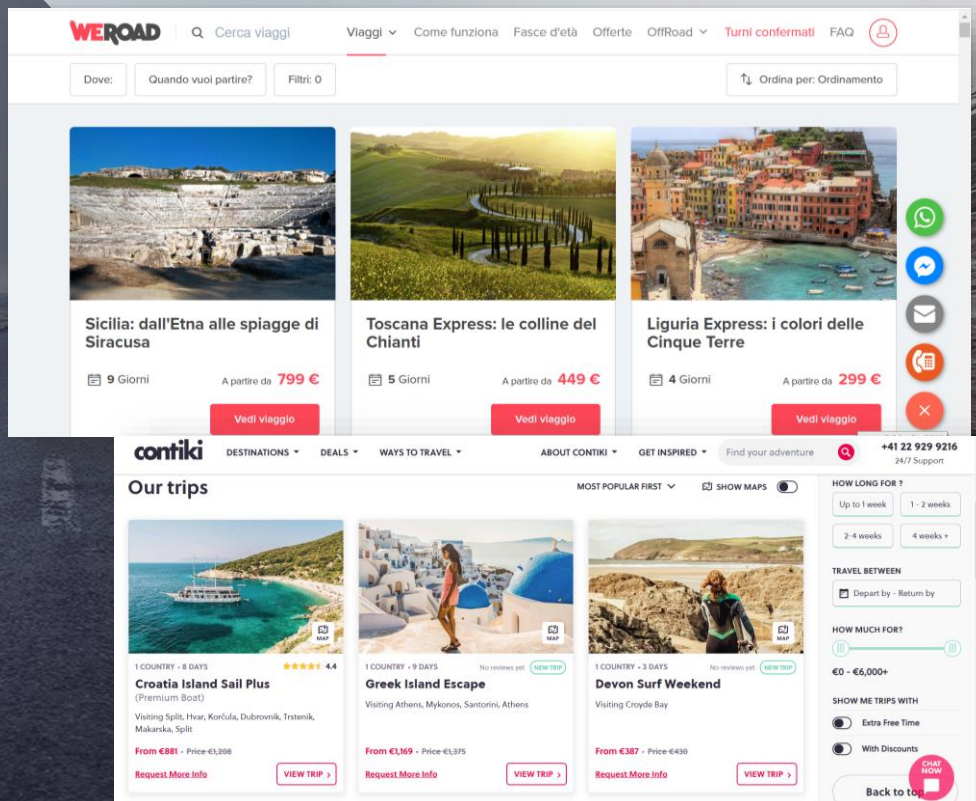 WEROAD
Cerca viaggi
Viaggi
Come funziona
Fasce d'età
Offerte
OffRoad
Turni confermati
FAQ
Dove:
Quando vuoi partire?
Filtri: 0
Ordina per: Ordinamento
Sicilia: dall'Etna alle spiagge di
Siracusa
9 Giorni
A partire da 799 €
Vedi viaggio
Toscana Express: le colline del
Chianti
5 Giorni
A partire da 449 €
Vedi viaggio
Liguria Express: i colori delle
Cinque Terre
4 Giorni
A partire da 299 €
Vedi viaggio
contiki
DESTINATIONS
DEALS
WAYS TO TRAVEL
ABOUT CONTIKI
GET INSPIRED
Find your adventure
+41 22 929 9216
24/7 Support
Our trips
MOST POPULAR FIRST
SHOW MAPS
MAP
1 COUNTRY • 8 DAYS
4.4
Croatia Island Sail Plus
(Premium Boat)
Visiting Split, Hvar, Korčula, Dubrovnik, Trstenik,
Makarska, Split
From €881 - Price €1,208
Request More Info
VIEW TRIP
MAP
1 COUNTRY • 9 DAYS
No reviews yet
NEW TRIP
Greek Island Escape
Visiting Athens, Mykonos, Santorini, Athens
From €1,169 - Price €1,375
Request More Info
VIEW TRIP
MAP
1 COUNTRY • 3 DAYS
No reviews yet
NEW TRIP
Devon Surf Weekend
Visiting Croyde Bay
From €387 - Price €430
Request More Info
VIEW TRIP
HOW LONG FOR ?
Up to 1 week
1 - 2 weeks
2-4 weeks
4 weeks +
TRAVEL BETWEEN
Depart by - Return by
HOW MUCH FOR?
€0 - €6,000+
SHOW ME TRIPS WITH
Extra Free Time
With Discounts
CHAT
NOW
Back to top